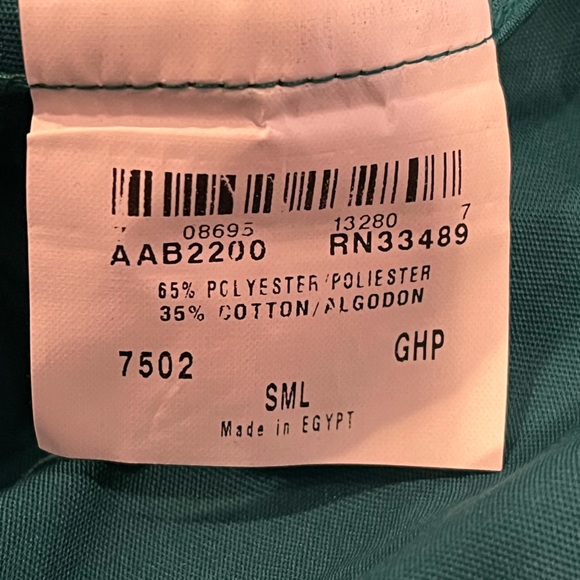 08695 13280 7
AAB2200 RN33489
65% POLYESTER/POLIESTER
35% COTTON/ALGODON
7502 GHP
SML
Made in EGYPT